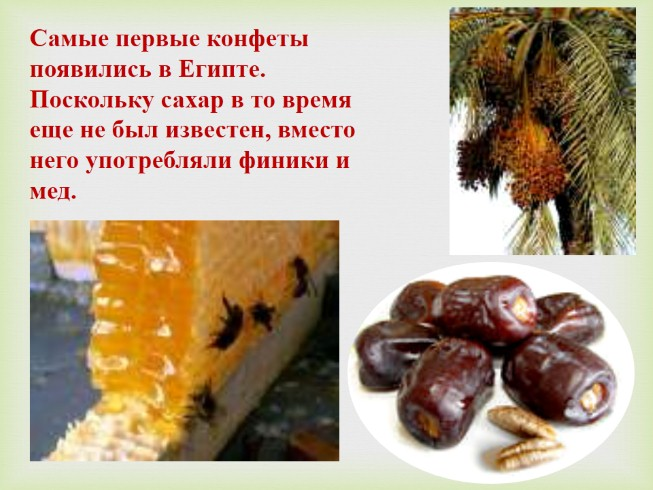 Самые первые конфеты
появились в Египте.
Поскольку сахар в то время
еще не был известен, вместо
него употребляли финики и
мед.